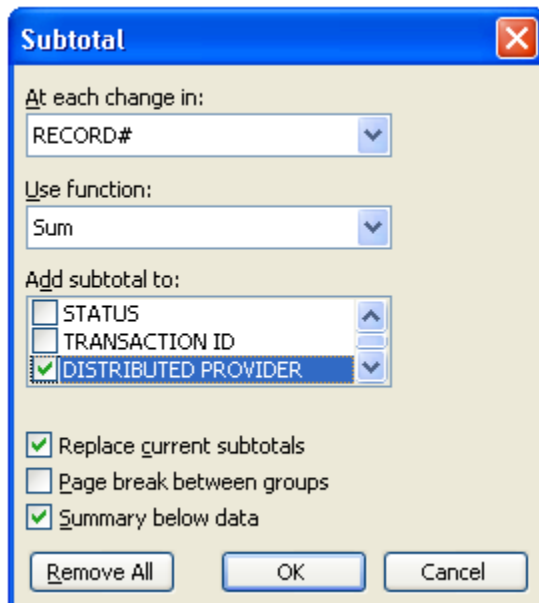 Subtotal
At each change in:
RECORD#
Use function:
Sum
Add subtotal to:
STATUS
TRANSACTION ID
DISTRIBUTED PROVIDER
Replace current subtotals
Page break between groups
Summary below data
Remove All OK Cancel